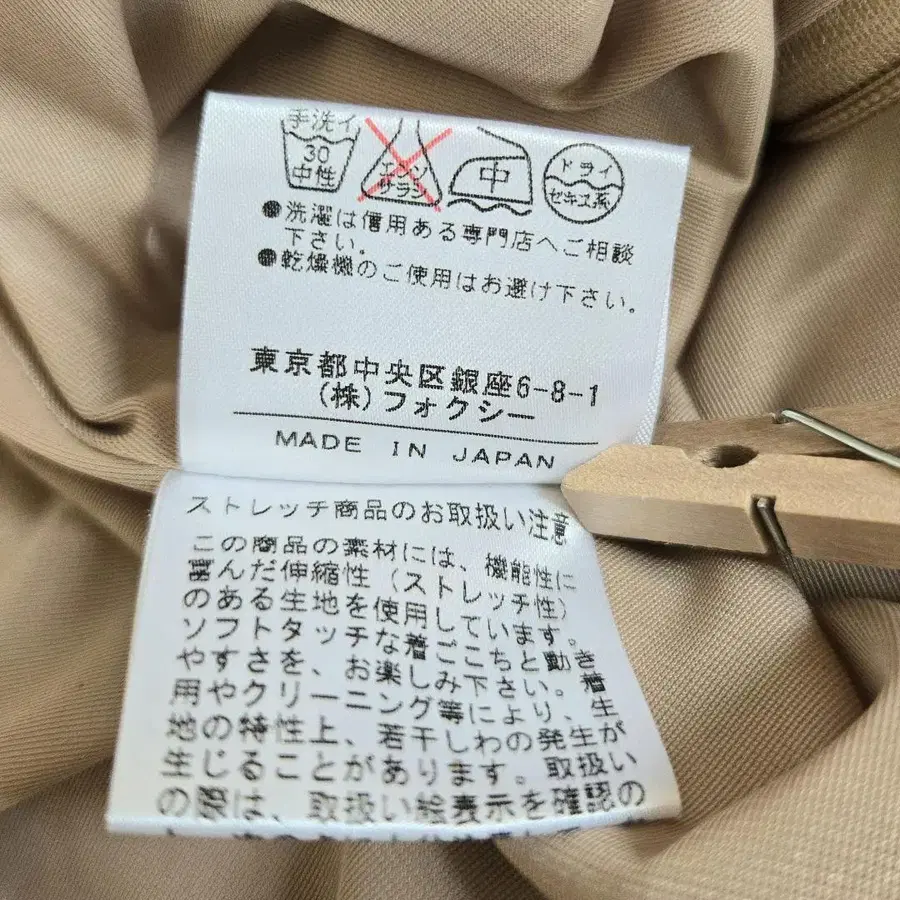 手洗イ
30
中性
エンソ
サラシ
中
ドライ
セキユ系
●洗濯は信用ある専門店へご相談
下さい。
●乾燥機のご使用はお避け下さい。
東京都中央区銀座6-8-1
(株)フォクシー
MADE IN JAPAN
ストレッチ商品のお取扱い注意
この商品の素材には、機能性に
富んだ伸縮性(ストレッチ性)
のある生地を使用しています。
ソフトタッチな着ごこちと動き
やすさを、お楽しみ下さい。着
用やクリーニング等により、生
地の特性上、若干しわの発生が
生じることがあります。取扱い
の際は、取扱い絵表示を確認の